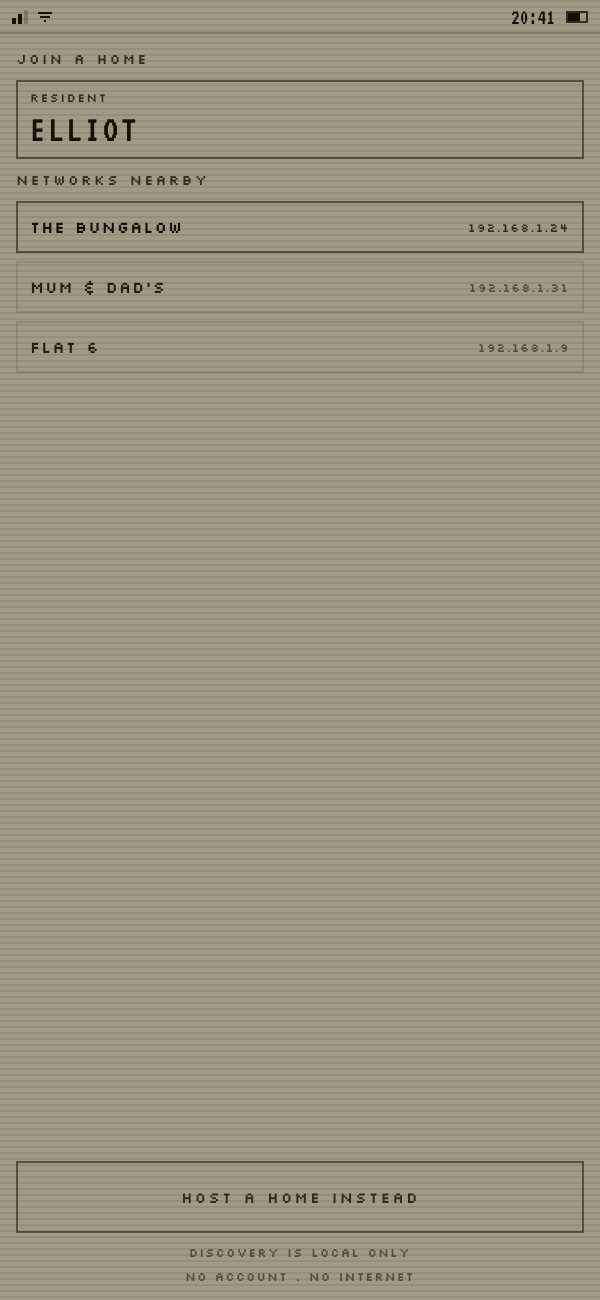 20:41
JOIN A HOME
RESIDENT
ELLIOT
NETWORKS NEARBY
THE BUNGALOW 192.168.1.24
MUM & DAD'S 192.168.1.31
FLAT 6 192.168.1.9
HOST A HOME INSTEAD
DISCOVERY IS LOCAL ONLY
NO ACCOUNT . NO INTERNET